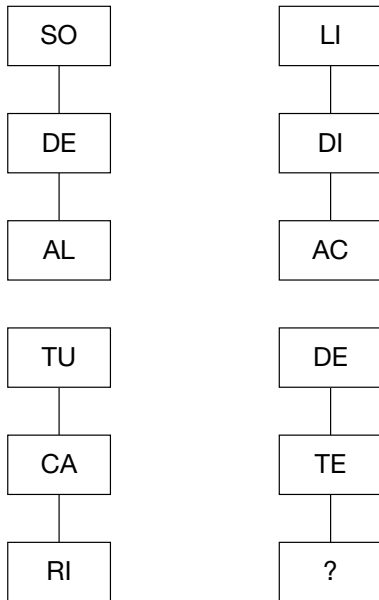 SO LI
DE DI
AL AC
TU DE
CA TE
RI ?